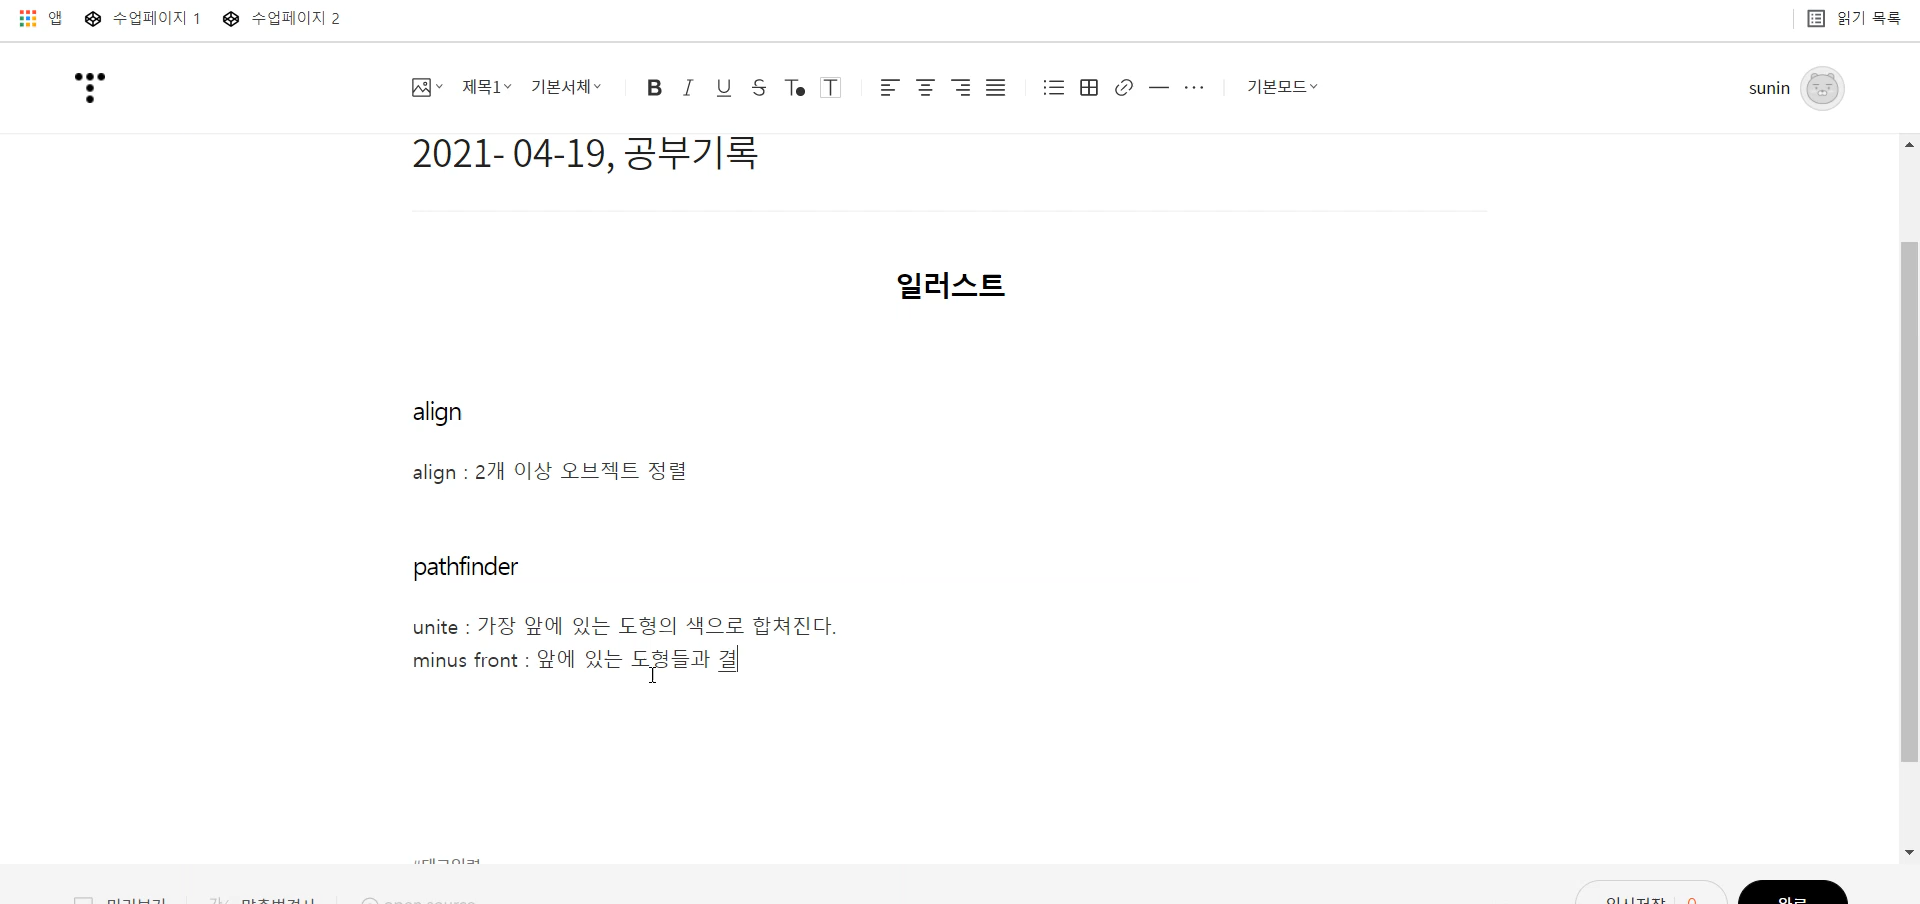 앱 수업페이지 1 수업페이지 2 읽기 목록
제목1 기본서체 B I U S T T 기본모드 sunin
2021- 04-19, 공부기록
일러스트
align
align : 2개 이상 오브젝트 정렬
pathfinder
unite : 가장 앞에 있는 도형의 색으로 합쳐진다.
minus front : 앞에 있는 도형들과 결